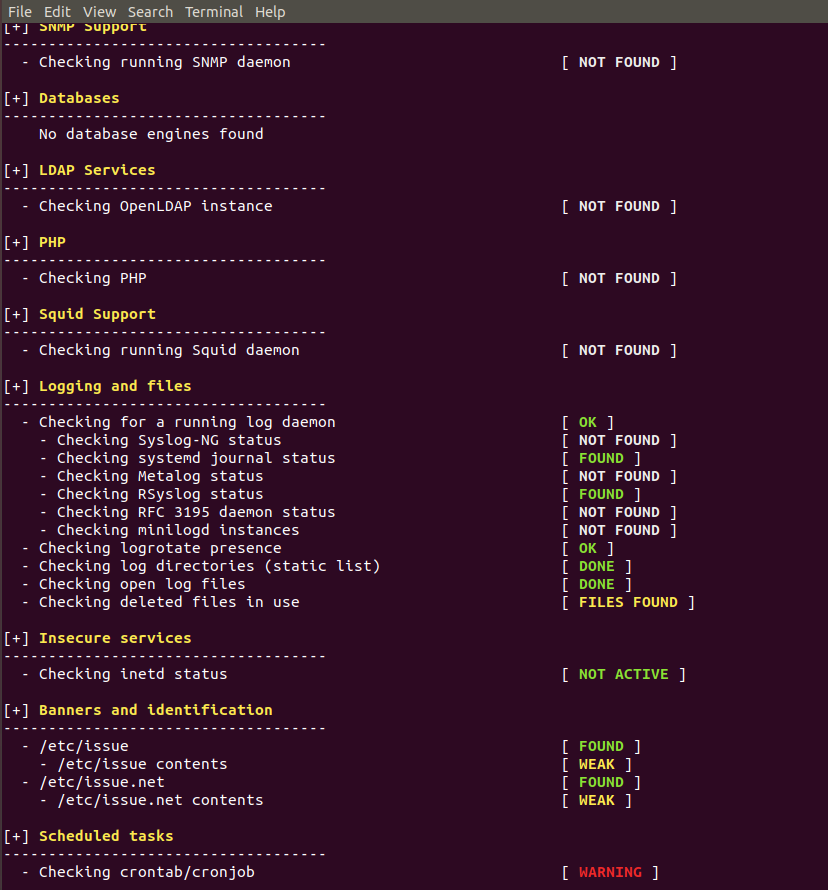 File Edit View Search Terminal Help
[+] SNMP Support
------------------------------------
- Checking running SNMP daemon [ NOT FOUND ]
[+] Databases
------------------------------------
No database engines found
[+] LDAP Services
------------------------------------
- Checking OpenLDAP instance [ NOT FOUND ]
[+] PHP
------------------------------------
- Checking PHP [ NOT FOUND ]
[+] Squid Support
------------------------------------
- Checking running Squid daemon [ NOT FOUND ]
[+] Logging and files
------------------------------------
- Checking for a running log daemon [ OK ]
- Checking Syslog-NG status [ NOT FOUND ]
- Checking systemd journal status [ FOUND ]
- Checking Metalog status [ NOT FOUND ]
- Checking RSyslog status [ FOUND ]
- Checking RFC 3195 daemon status [ NOT FOUND ]
- Checking minilogd instances [ NOT FOUND ]
- Checking logrotate presence [ OK ]
- Checking log directories (static list) [ DONE ]
- Checking open log files [ DONE ]
- Checking deleted files in use [ FILES FOUND ]
[+] Insecure services
------------------------------------
- Checking inetd status [ NOT ACTIVE ]
[+] Banners and identification
------------------------------------
- /etc/issue [ FOUND ]
- /etc/issue contents [ WEAK ]
- /etc/issue.net [ FOUND ]
- /etc/issue.net contents [ WEAK ]
[+] Scheduled tasks
------------------------------------
- Checking crontab/cronjob [ WARNING ]